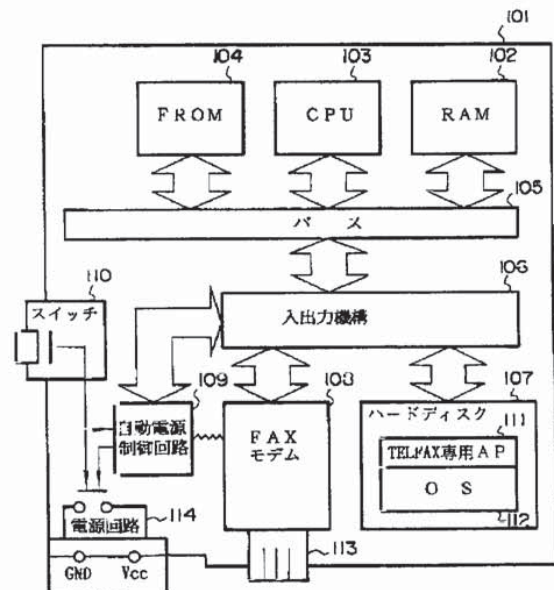 101
104
103
102
FROM
CPU
RAM
105
バス
110
106
スイッチ
入出力機構
109
108
107
自動電源
制御回路
FAX
モデム
ハードディスク
111
TELFAX専用AP
OS
112
電源回路
114
113
GND
Vcc